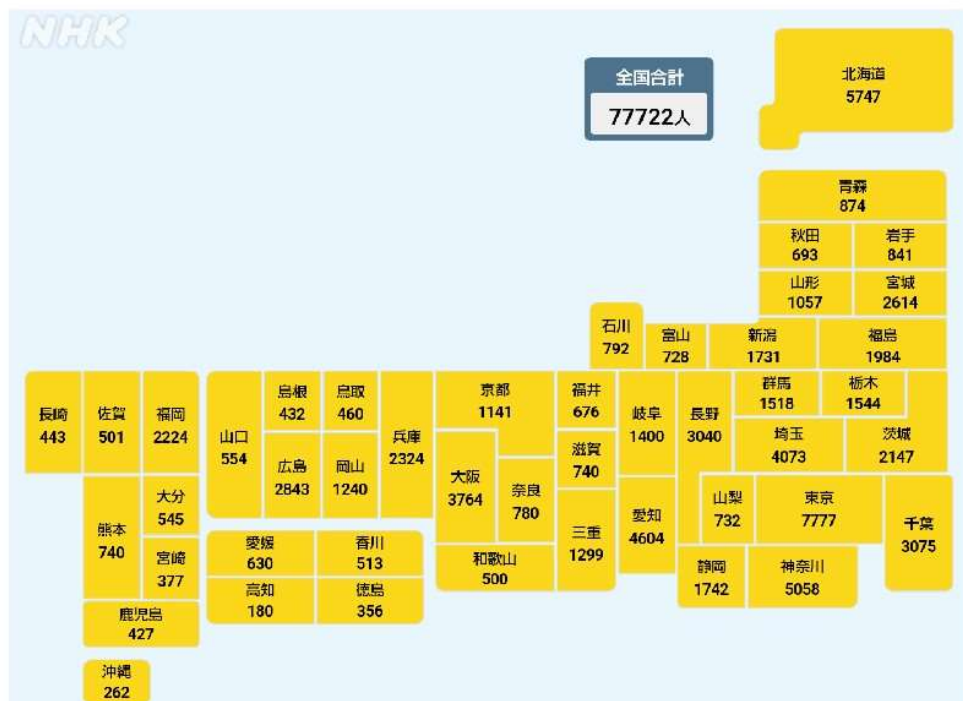 NHK
全国合計
77722人
北海道
5747
青森
874
秋田
693
岩手
841
山形
1057
宮城
2614
石川
792
富山
728
新潟
1731
福島
1984
長崎
443
佐賀
501
福岡
2224
山口
554
島根
432
鳥取
460
兵庫
2324
京都
1141
福井
676
岐阜
1400
長野
3040
群馬
1518
栃木
1544
広島
2843
岡山
1240
大阪
3764
滋賀
740
埼玉
4073
茨城
2147
熊本
740
大分
545
奈良
780
三重
1299
愛知
4604
山梨
732
東京
7777
千葉
3075
宮崎
377
愛媛
630
香川
513
和歌山
500
静岡
1742
神奈川
5058
高知
180
徳島
356
鹿児島
427
沖縄
262